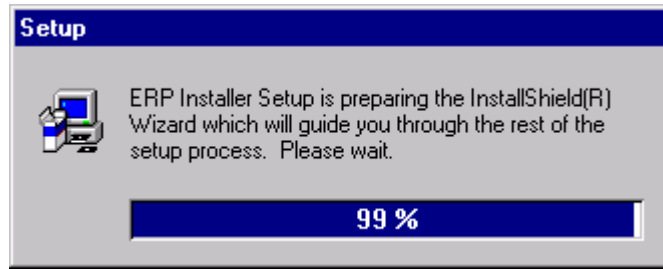 Setup
ERP Installer Setup is preparing the InstallShield(R)
Wizard which will guide you through the rest of the
setup process.  Please wait.
99 %